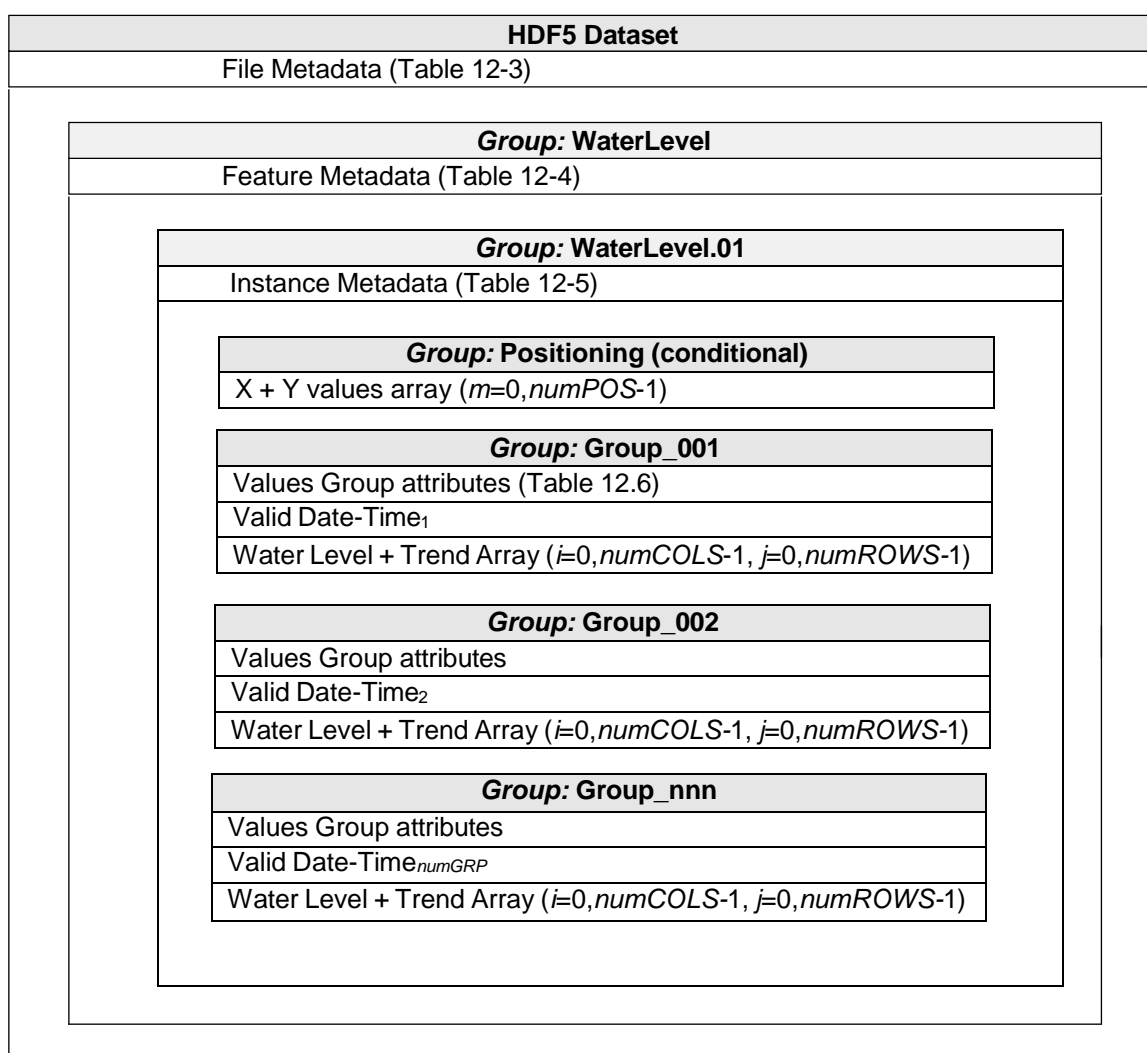 HDF5 Dataset
File Metadata (Table 12-3)
Group: WaterLevel
Feature Metadata (Table 12-4)
Group: WaterLevel.01
Instance Metadata (Table 12-5)
Group: Positioning (conditional)
X + Y values array (m=0,numPOS-1)
Group: Group_001
Values Group attributes (Table 12.6)
Valid Date-Time1
Water Level + Trend Array (i=0,numCOLS-1, j=0,numROWS-1)
Group: Group_002
Values Group attributes
Valid Date-Time2
Water Level + Trend Array (i=0,numCOLS-1, j=0,numROWS-1)
Group: Group_nnn
Values Group attributes
Valid Date-TimenumGRP
Water Level + Trend Array (i=0,numCOLS-1, j=0,numROWS-1)